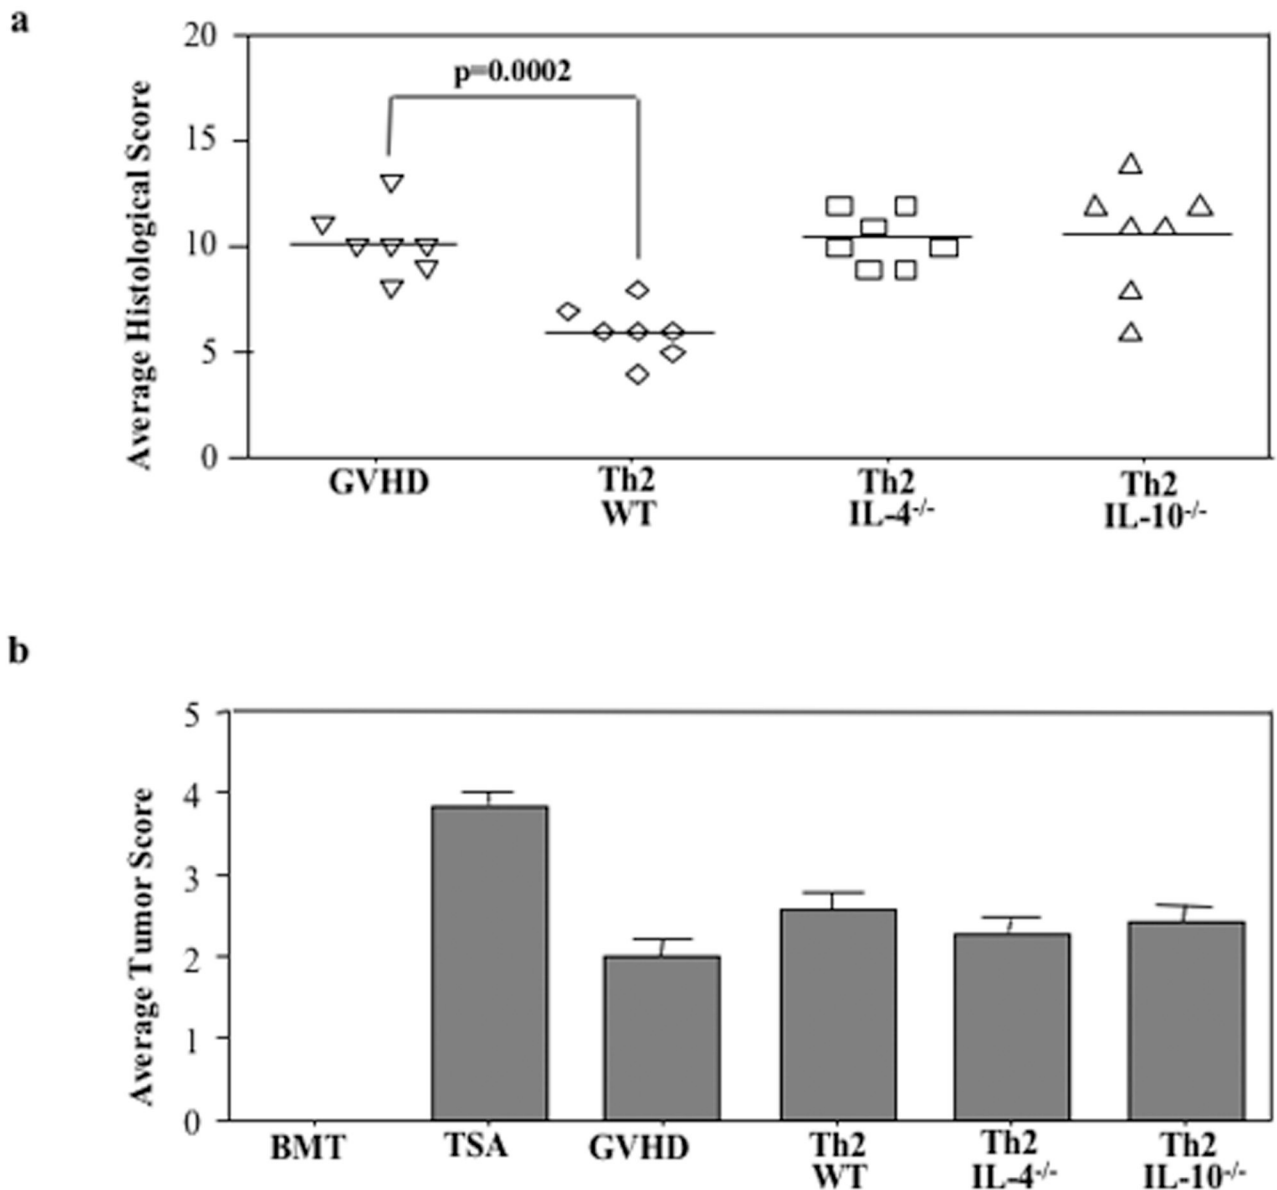 a
Average Histological Score
20
15
10
5
0
p=0.0002
GVHD
Th2
WT
Th2
IL-4-/-
Th2
IL-10-/-
b
Average Tumor Score
5
4
3
2
1
0
BMT
TSA
GVHD
Th2
WT
Th2
IL-4-/-
Th2
IL-10-/-